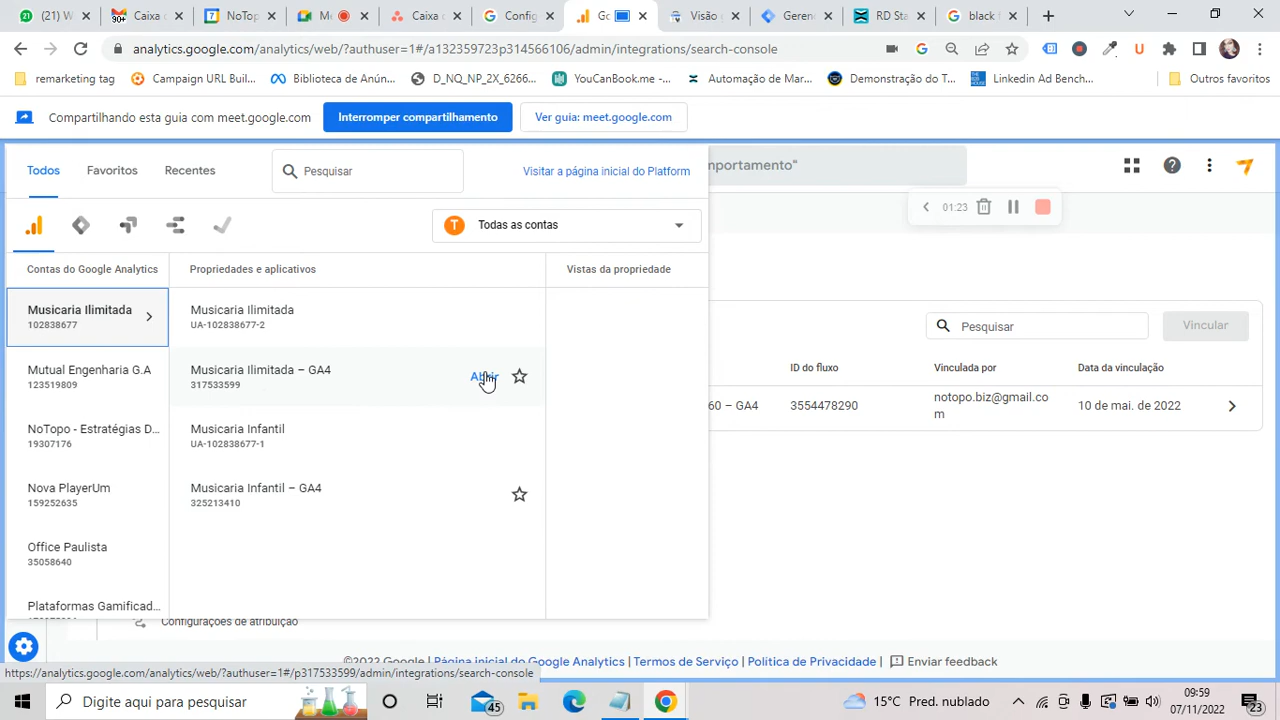 21
WhatsApp
90+
Caixa
7
NoTop
M
Caixa d
Config
Go
Visão
Geren
RD Sta
black f
analytics.google.com/analytics/web/?authuser=1#/a132359723p314566106/admin/integrations/search-console
remarketing tag
Campaign URL Buil...
Biblioteca de Anún...
D_NQ_NP_2X_6266...
YouCanBook.me -...
Automação de Mar...
Demonstração do T...
Linkedin Ad Bench...
Outros favoritos
Compartilhando esta guia com meet.google.com
Interromper compartilhamento
Ver guia: meet.google.com
Todos
Favoritos
Recentes
Pesquisar
Visitar a página inicial do Platform
mportamento"
01:23
T
Todas as contas
Contas do Google Analytics
Propriedades e aplicativos
Vistas da propriedade
Musicaria Ilimitada
102838677
Mutual Engenharia G.A
123519809
NoTopo - Estratégias D...
19307176
Nova PlayerUm
159252635
Office Paulista
35058640
Plataformas Gamificad...
Musicaria Ilimitada
UA-102838677-2
Musicaria Ilimitada – GA4
317533599
Abrir
Musicaria Infantil
UA-102838677-1
Musicaria Infantil – GA4
325213410
Pesquisar
Vincular
ID do fluxo
Vinculada por
Data da vinculação
60 – GA4
3554478290
notopo.biz@gmail.co
m
10 de mai. de 2022
Configurações de atribuição
©2022 Google | Página inicial do Google Analytics | Termos de Serviço | Política de Privacidade | Enviar feedback
https://analytics.google.com/analytics/web/?authuser=1#/p317533599/admin/integrations/search-console
Digite aqui para pesquisar
45
15°C Pred. nublado
09:59
07/11/2022
23